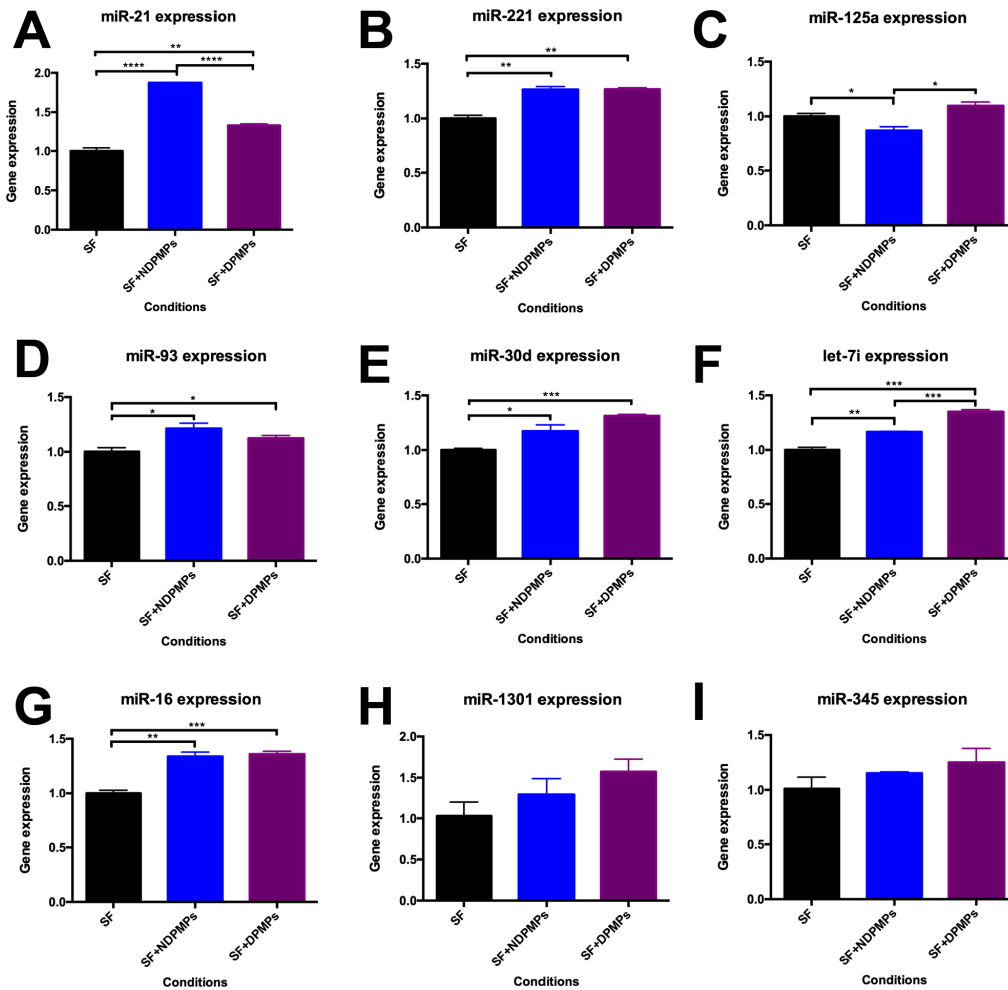 A
miR-21 expression
**
****
****
Gene expression
2.0
1.5
1.0
0.5
0.0
SF
SF+NDPMPs
SF+DPMPs
Conditions
B
miR-221 expression
**
**
Gene expression
1.5
1.0
0.5
0.0
SF
SF+NDPMPs
SF+DPMPs
Conditions
C
miR-125a expression
*
*
Gene expression
1.5
1.0
0.5
0.0
SF
SF+NDPMPs
SF+DPMPs
Conditions
D
miR-93 expression
*
*
Gene expression
1.5
1.0
0.5
0.0
SF
SF+NDPMPs
SF+DPMPs
Conditions
E
miR-30d expression
***
*
Gene expression
1.5
1.0
0.5
0.0
SF
SF+NDPMPs
SF+DPMPs
Conditions
F
let-7i expression
***
***
**
Gene expression
1.5
1.0
0.5
0.0
SF
SF+NDPMPs
SF+DPMPs
Conditions
G
miR-16 expression
***
**
Gene expression
1.5
1.0
0.5
0.0
SF
SF+NDPMPs
SF+DPMPs
Conditions
H
miR-1301 expression
Gene expression
2.0
1.5
1.0
0.5
0.0
SF
SF+NDPMPs
SF+DPMPs
Conditions
I
miR-345 expression
Gene expression
1.5
1.0
0.5
0.0
SF
SF+NDPMPs
SF+DPMPs
Conditions